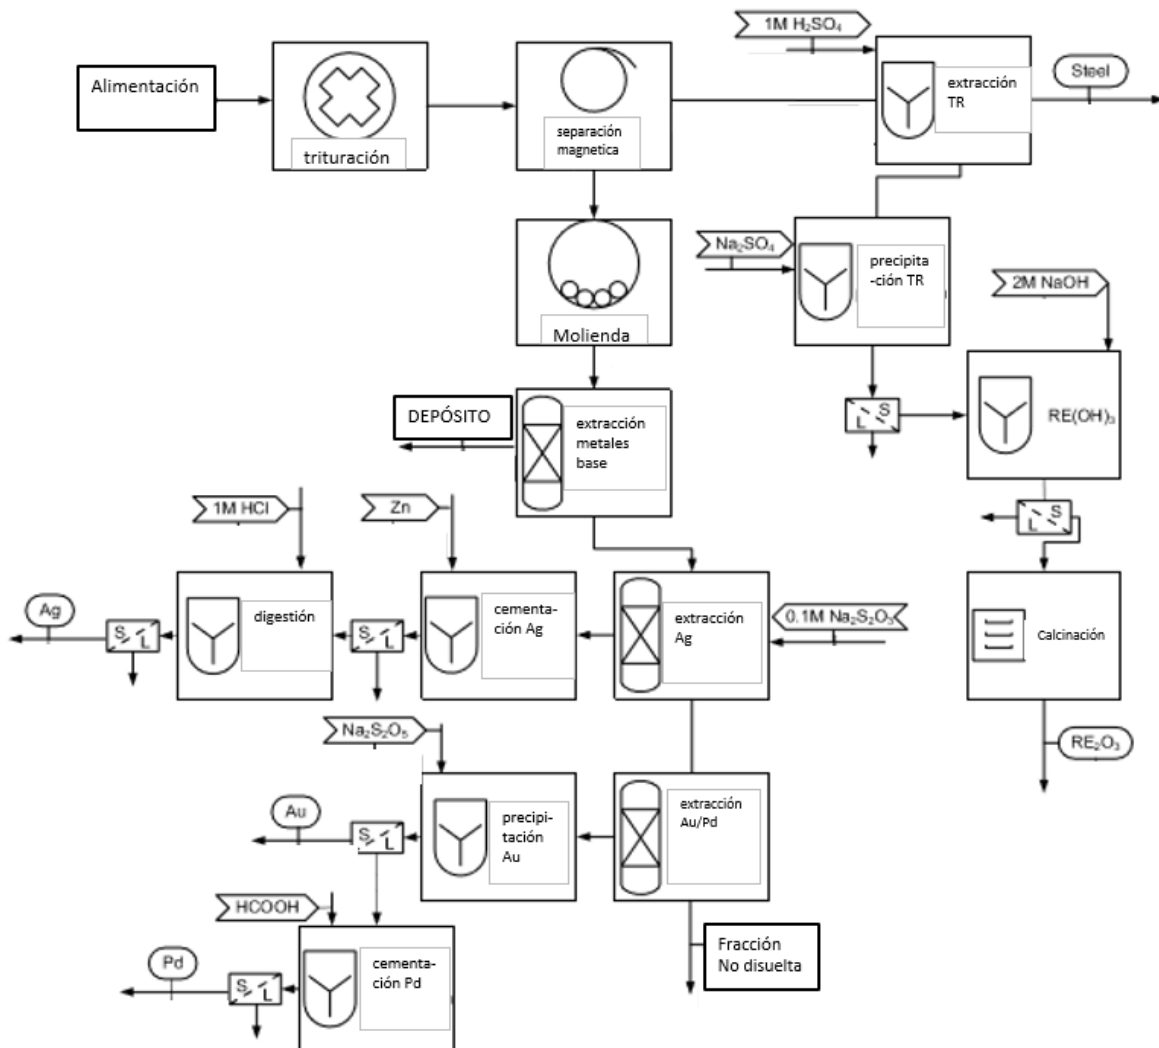 1M H₂SO₄
Alimentación
trituración
separación
magnetica
extracción
TR
Steel
Na₂SO₄
precipita
-ción TR
2M NaOH
Molienda
DEPÓSITO
extracción
metales
base
S
L
RE(OH)₃
1M HCl
Zn
S
L
Ag
S
L
digestión
S
L
cementa-
ción Ag
extracción
Ag
0.1M Na₂S₂O₃
Calcinación
Na₂S₂O₅
RE₂O₃
Au
S
L
precipi-
tación
Au
extracción
Au/Pd
HCOOH
Pd
S
L
cementa-
ción Pd
Fracción
No disuelta